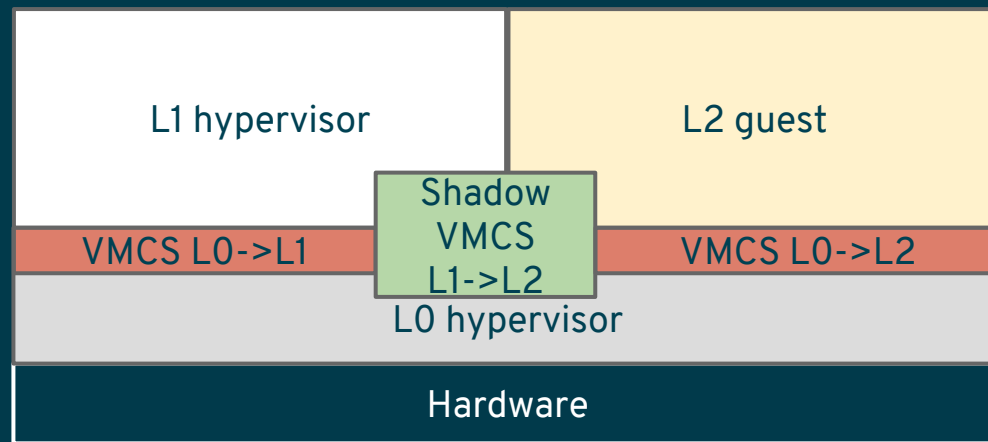 L1 hypervisor
L2 guest
Shadow
VMCS
L1->L2
VMCS L0->L1
VMCS L0->L2
L0 hypervisor
Hardware